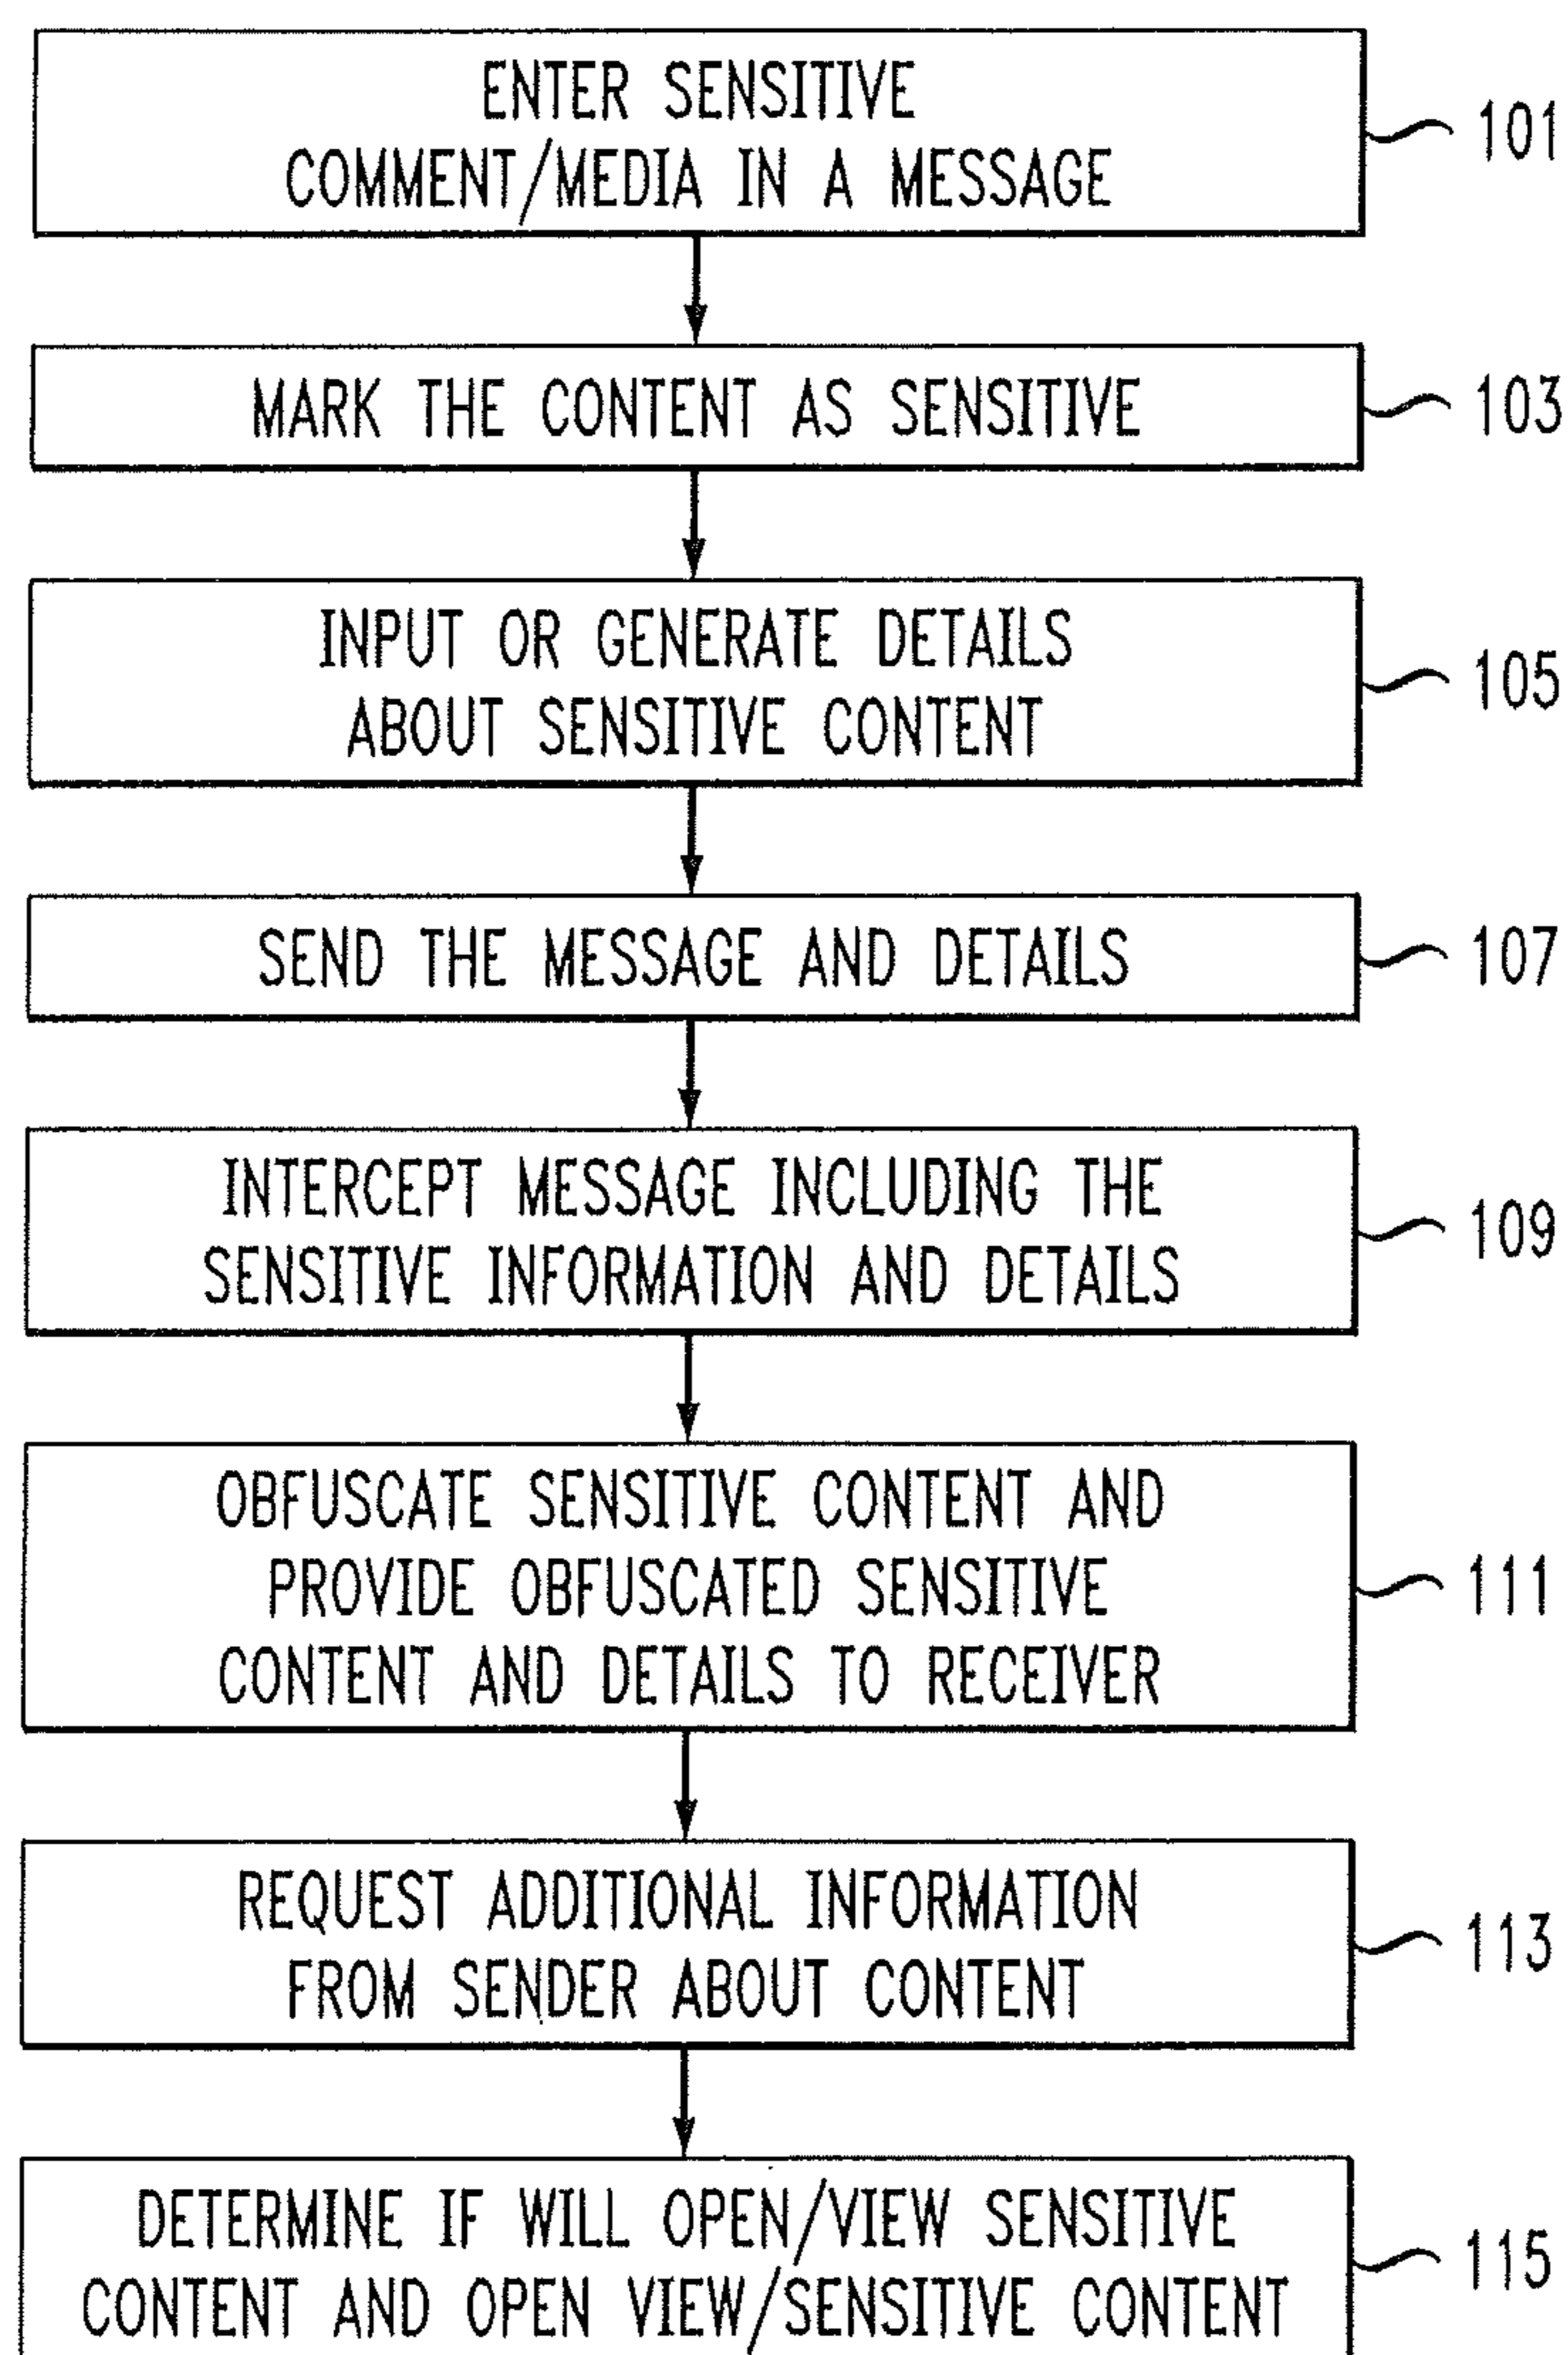 ENTER SENSITIVE
COMMENT/MEDIA IN A MESSAGE
101
MARK THE CONTENT AS SENSITIVE
103
INPUT OR GENERATE DETAILS
ABOUT SENSITIVE CONTENT
105
SEND THE MESSAGE AND DETAILS
107
INTERCEPT MESSAGE INCLUDING THE
SENSITIVE INFORMATION AND DETAILS
109
OBFUSCATE SENSITIVE CONTENT AND
PROVIDE OBFUSCATED SENSITIVE
CONTENT AND DETAILS TO RECEIVER
111
REQUEST ADDITIONAL INFORMATION
FROM SENDER ABOUT CONTENT
113
DETERMINE IF WILL OPEN/VIEW SENSITIVE
CONTENT AND OPEN VIEW/SENSITIVE CONTENT
115